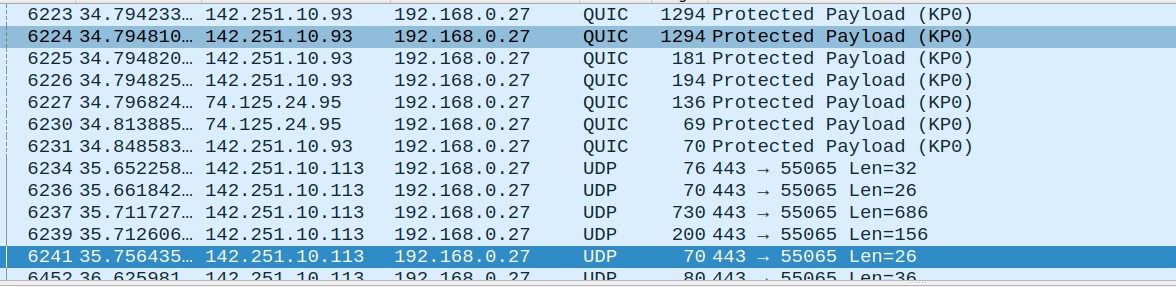 6223 34.794233… 142.251.10.93 192.168.0.27 QUIC 1294 Protected Payload (KP0)
6224 34.794810… 142.251.10.93 192.168.0.27 QUIC 1294 Protected Payload (KP0)
6225 34.794820… 142.251.10.93 192.168.0.27 QUIC 181 Protected Payload (KP0)
6226 34.794825… 142.251.10.93 192.168.0.27 QUIC 194 Protected Payload (KP0)
6227 34.796824… 74.125.24.95 192.168.0.27 QUIC 136 Protected Payload (KP0)
6230 34.813885… 74.125.24.95 192.168.0.27 QUIC 69 Protected Payload (KP0)
6231 34.848583… 142.251.10.93 192.168.0.27 QUIC 70 Protected Payload (KP0)
6234 35.652258… 142.251.10.113 192.168.0.27 UDP 76 443 → 55065 Len=32
6236 35.661842… 142.251.10.113 192.168.0.27 UDP 70 443 → 55065 Len=26
6237 35.711727… 142.251.10.113 192.168.0.27 UDP 730 443 → 55065 Len=686
6239 35.712606… 142.251.10.113 192.168.0.27 UDP 200 443 → 55065 Len=156
6241 35.756435… 142.251.10.113 192.168.0.27 UDP 70 443 → 55065 Len=26
6452 36.625981 142.251.10.113 192.168.0.27 UDP 80 443 → 55065 Len=36